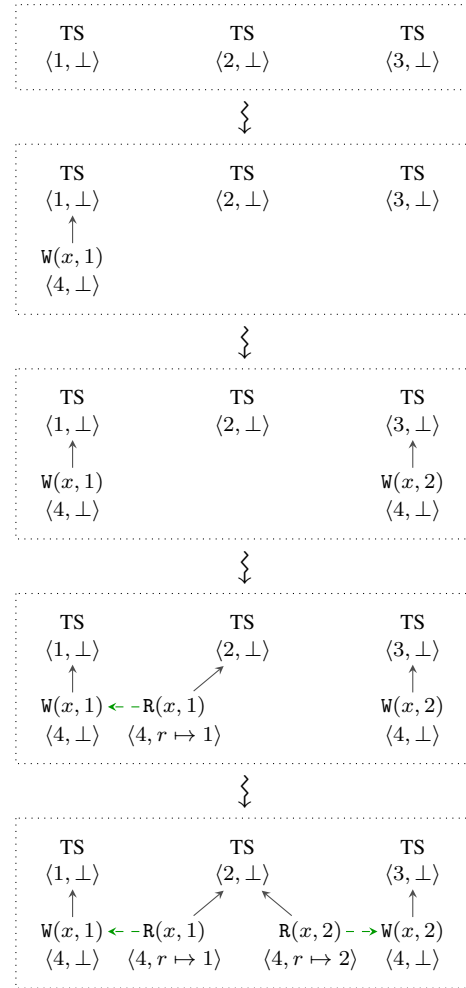 TS TS TS
⟨1, ⊥⟩ ⟨2, ⊥⟩ ⟨3, ⊥⟩
TS TS TS
⟨1, ⊥⟩ ⟨2, ⊥⟩ ⟨3, ⊥⟩
W(x, 1)
⟨4, ⊥⟩
TS TS TS
⟨1, ⊥⟩ ⟨2, ⊥⟩ ⟨3, ⊥⟩
W(x, 1) W(x, 2)
⟨4, ⊥⟩ ⟨4, ⊥⟩
TS TS TS
⟨1, ⊥⟩ ⟨2, ⊥⟩ ⟨3, ⊥⟩
W(x, 1) R(x, 1) W(x, 2)
⟨4, ⊥⟩ ⟨4, r ↦ 1⟩ ⟨4, ⊥⟩
TS TS TS
⟨1, ⊥⟩ ⟨2, ⊥⟩ ⟨3, ⊥⟩
W(x, 1) R(x, 1) R(x, 2) W(x, 2)
⟨4, ⊥⟩ ⟨4, r ↦ 1⟩ ⟨4, r ↦ 2⟩ ⟨4, ⊥⟩